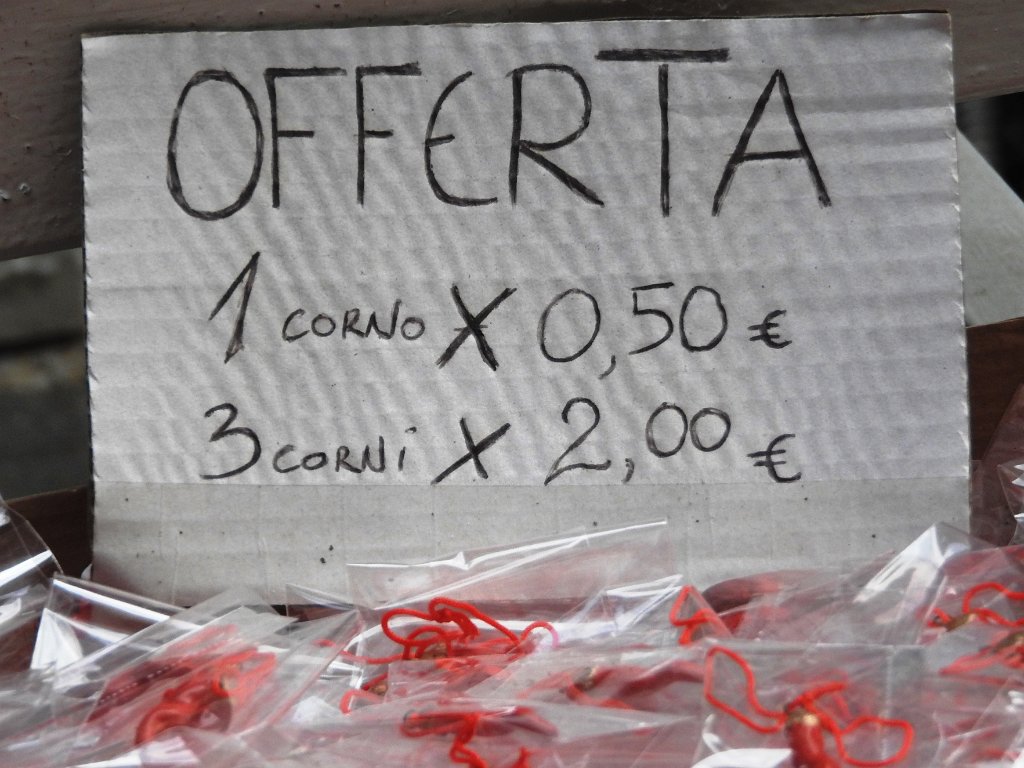 OFFERTA
1 CORNO X 0,50 €
3 CORNi X 2,00 €